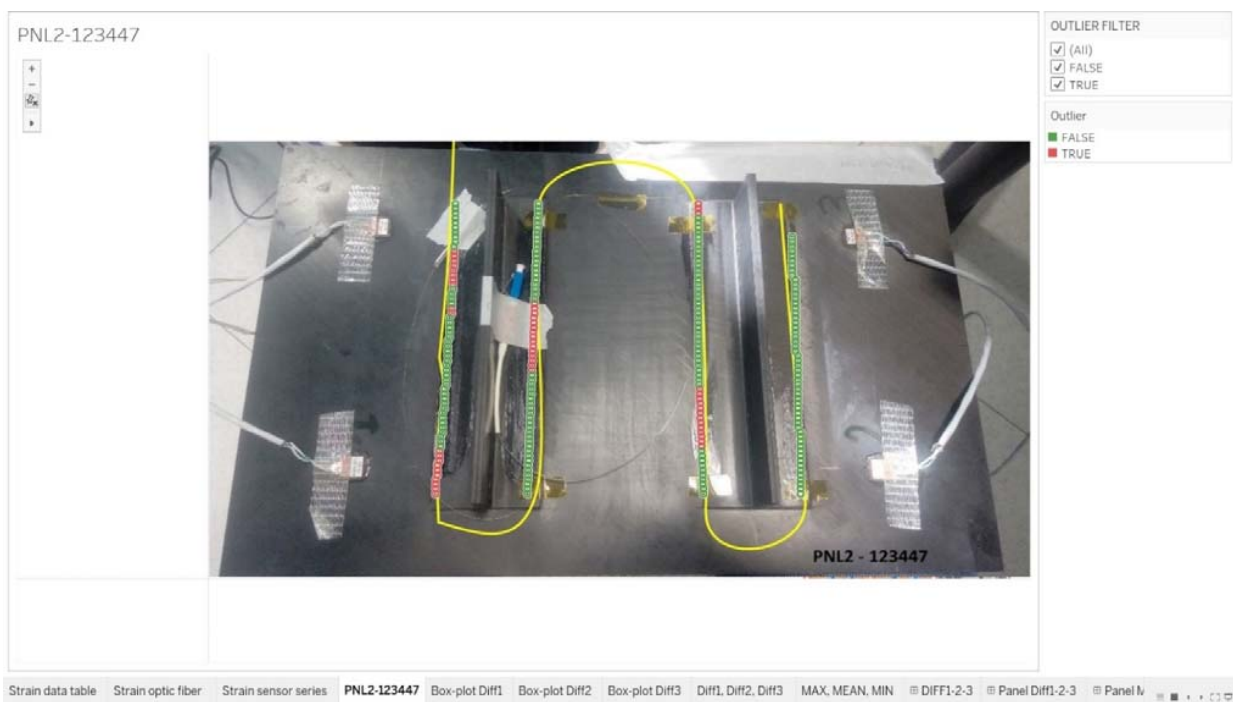 PNL2-123447
OUTLIER FILTER
(All)
FALSE
TRUE
Outlier
FALSE
TRUE
PNL2 - 123447
Strain data table Strain optic fiber Strain sensor series PNL2-123447 Box-plot Diff1 Box-plot Diff2 Box-plot Diff3 Diff1, Diff2, Diff3 MAX, MEAN, MIN DIFF1-2-3 Panel Diff1-2-3 Panel